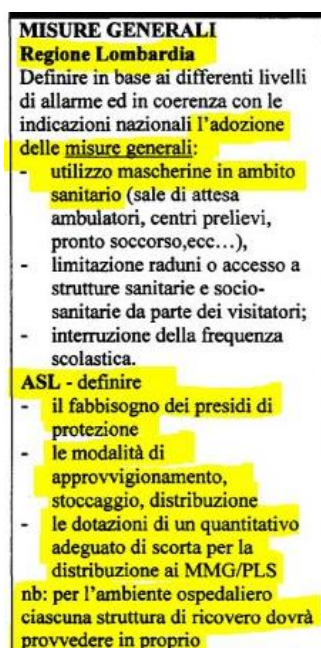 MISURE GENERALI
Regione Lombardia
Definire in base ai differenti livelli
di allarme ed in coerenza con le
indicazioni nazionali l'adozione
delle misure generali:
- utilizzo mascherine in ambito
sanitario (sale di attesa
ambulatori, centri prelievi,
pronto soccorso,ecc...),
- limitazione raduni o accesso a
strutture sanitarie e socio-
sanitarie da parte dei visitatori;
- interruzione della frequenza
scolastica.
ASL - definire
- il fabbisogno dei presidi di
protezione
- le modalità di
approvvigionamento,
stoccaggio, distribuzione
- le dotazioni di un quantitativo
adeguato di scorta per la
distribuzione ai MMG/PLS
nb: per l'ambiente ospedaliero
ciascuna struttura di ricovero dovrà
provvedere in proprio